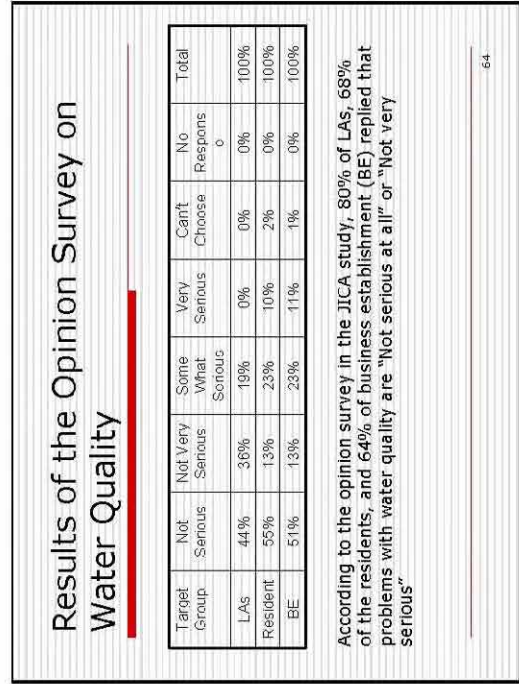 Results of the Opinion Survey on
Water Quality
Target Group | Not Serious | Not Very Serious | Some What Sorious | Very Serious | Can't Choose | No Respons o | Total
LAs | 44% | 36% | 19% | 0% | 0% | 0% | 100%
Resident | 55% | 13% | 23% | 10% | 2% | 0% | 100%
BE | 51% | 13% | 23% | 11% | 1% | 0% | 100%
According to the opinion survey in the JICA study, 80% of LAs, 68%
of the residents, and 64% of business establishment (BE) replied that
problems with water quality are “Not serious at all” or “Not very
serious”
64